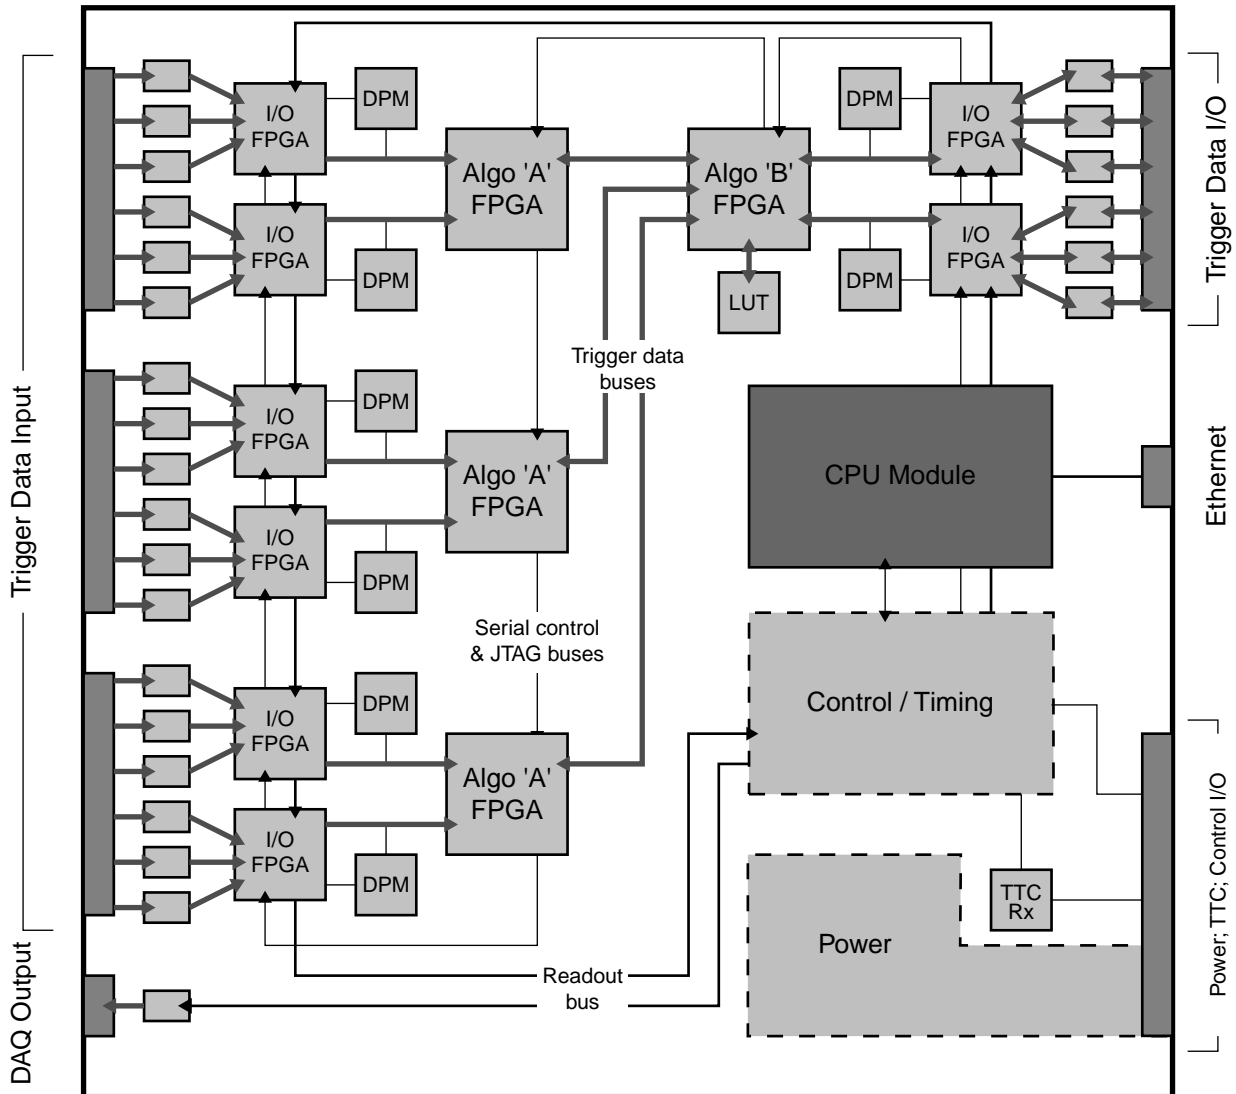 I/O
FPGA
DPM
Algo 'A'
FPGA
I/O
FPGA
DPM
Algo 'B'
FPGA
LUT
DPM
I/O
FPGA
DPM
I/O
FPGA
Trigger Data I/O
Trigger data
buses
Trigger Data Input
I/O
FPGA
DPM
Algo 'A'
FPGA
I/O
FPGA
DPM
CPU Module
Ethernet
Serial control
& JTAG buses
Control / Timing
I/O
FPGA
DPM
Algo 'A'
FPGA
I/O
FPGA
DPM
TTC
Rx
Power
Power; TTC; Control I/O
Readout
bus
DAQ Output